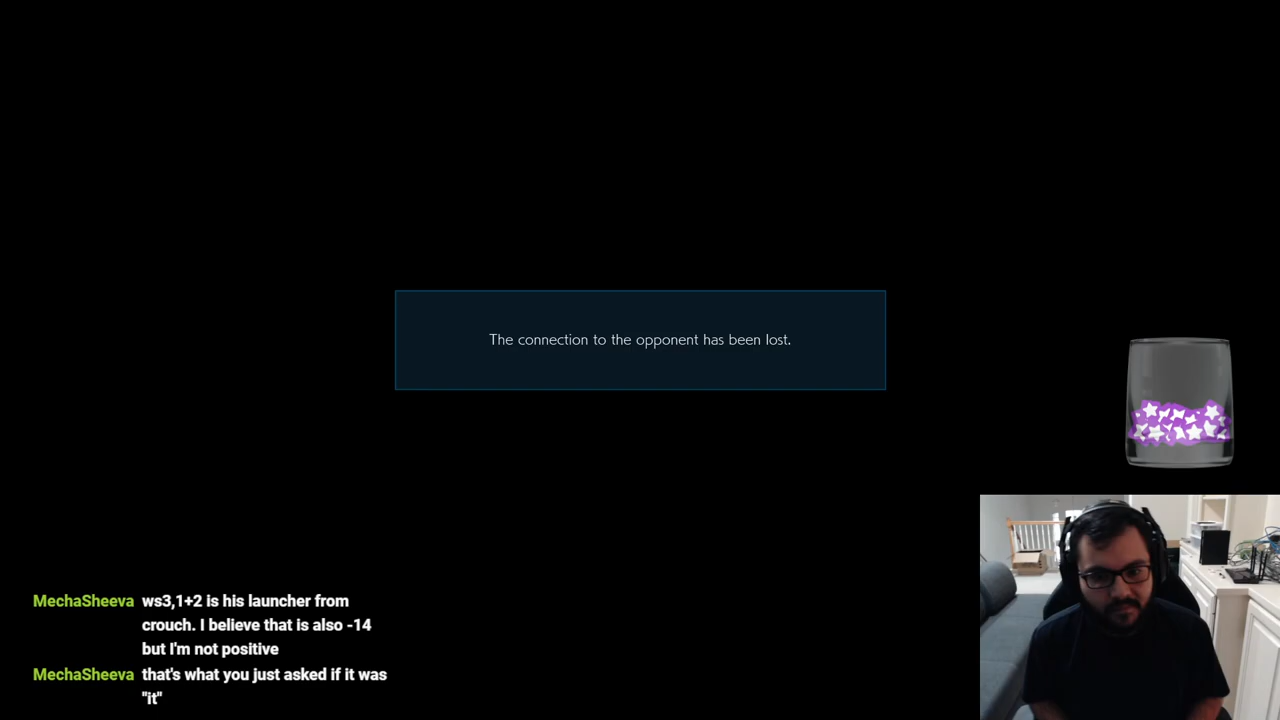 The connection to the opponent has been lost.
MechaSheeva ws3,1+2 is his launcher from
crouch. I believe that is also -14
but I'm not positive
MechaSheeva that's what you just asked if it was
"it"